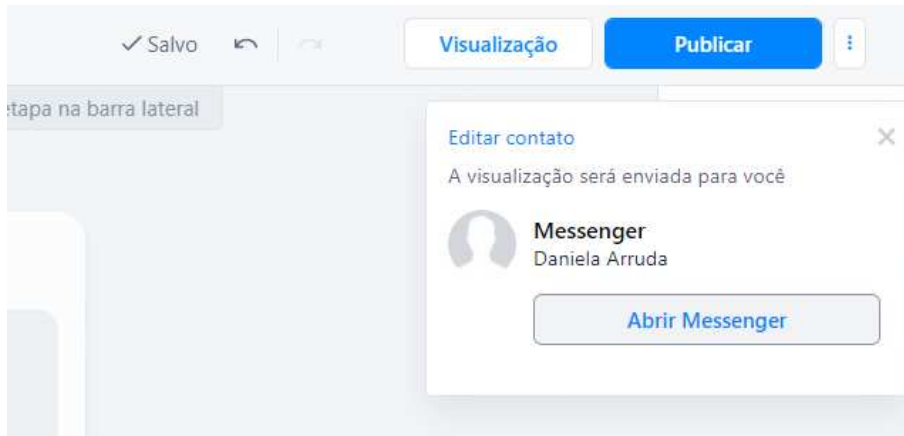 Salvo
Visualização
Publicar
etapa na barra lateral
Editar contato
A visualização será enviada para você
Messenger
Daniela Arruda
Abrir Messenger